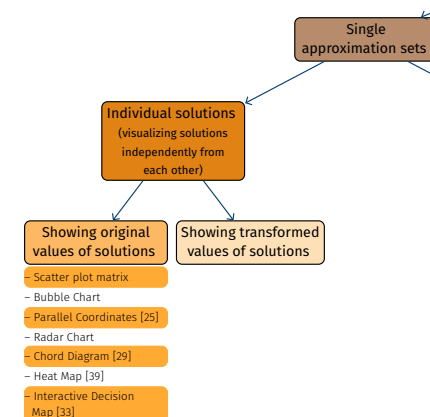 Single
approximation sets
Individual solutions
(visualizing solutions
independently from
each other)
Showing original
values of solutions
Showing transformed
values of solutions
– Scatter plot matrix
– Bubble Chart
– Parallel Coordinates [25]
– Radar Chart
– Chord Diagram [29]
– Heat Map [39]
– Interactive Decision
Map [33]